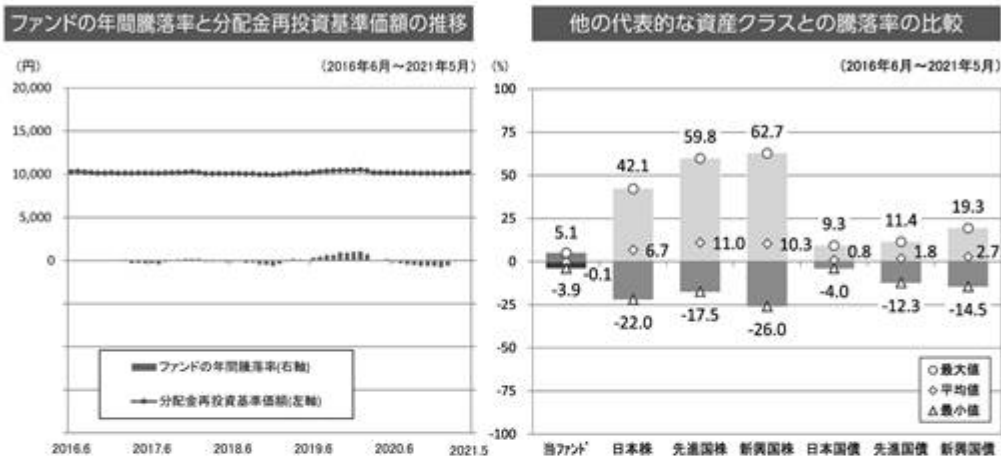 ファンドの年間騰落率と分配金再投資基準価額の推移
(円)
(2016年6月～2021年5月)
20,000
15,000
10,000
5,000
0
ファンドの年間騰落率(右軸)
分配金再投資基準価額(左軸)
2016.6 2017.6 2018.6 2019.6 2020.6 2021.5
他の代表的な資産クラスとの騰落率の比較
(%)
(2016年6月～2021年5月)
100
75
50
25
0
-25
-50
-75
-100
5.1 42.1 59.8 62.7 9.3 11.4 19.3
-0.1 6.7 11.0 10.3 0.8 1.8 2.7
-3.9 -22.0 -17.5 -26.0 -4.0 -12.3 -14.5
最大値
平均値
最小値
当ファンド 日本株 先進国株 新興国株 日本国債 先進国債 新興国債